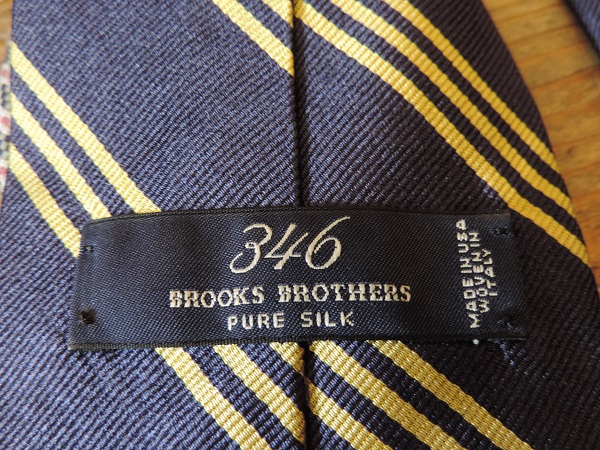 346
BROOKS BROTHERS
PURE SILK
MADE IN USA
WOVEN IN
ITALY